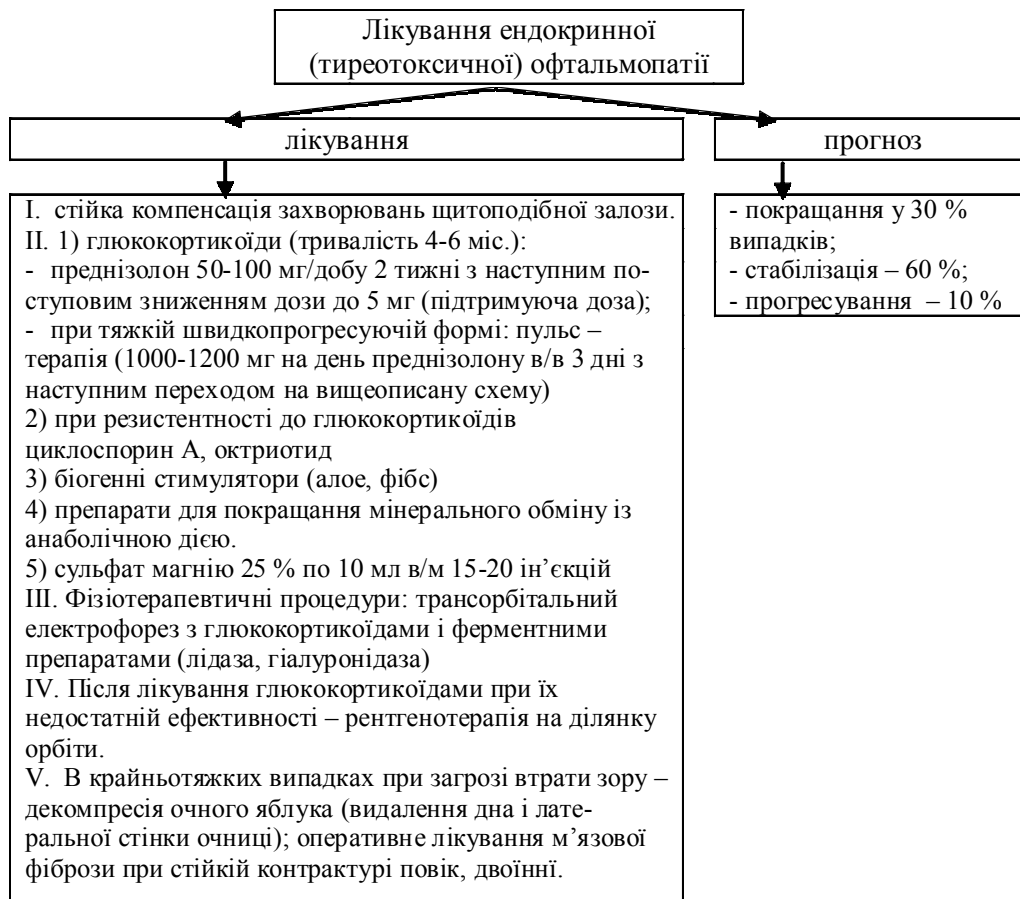 Лікування ендокринної
(тиреотоксичної) офтальмопатії
лікування
прогноз
І. стійка компенсація захворювань щитоподібної залози.
ІІ. 1) глюкокортикоїди (тривалість 4-6 міс.):
- преднізолон 50-100 мг/добу 2 тижні з наступним по-
ступовим зниженням дози до 5 мг (підтримуюча доза);
- при тяжкій швидкопрогресуючій формі: пульс –
терапія (1000-1200 мг на день преднізолону в/в 3 дні з
наступним переходом на вищеописану схему)
2) при резистентності до глюкокортикоїдів
циклоспорин А, октриотид
3) біогенні стимулятори (алое, фібс)
4) препарати для покращання мінерального обміну із
анаболічною дією.
5) сульфат магнію 25 % по 10 мл в/м 15-20 ін’єкцій
ІІІ. Фізіотерапевтичні процедури: трансорбітальний
електрофорез з глюкокортикоїдами і ферментними
препаратами (лідаза, гіалуронідаза)
IV. Після лікування глюкокортикоїдами при їх
недостатній ефективності – рентгенотерапія на ділянку
орбіти.
V. В крайньотяжких випадках при загрозі втрати зору –
декомпресія очного яблука (видалення дна і лате-
ральної стінки очниці); оперативне лікування м’язової
фібрози при стійкій контрактурі повік, двоїннї.
- покращання у 30 %
випадків;
- стабілізація – 60 %;
- прогресування – 10 %